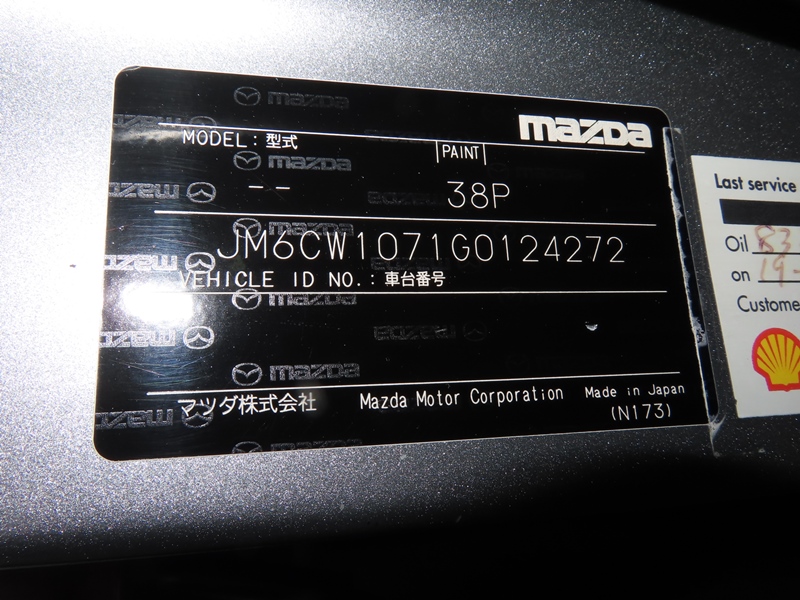 mazda
MODEL : 型式
PAINT
-- 38P
JM6CW1071G0124272
VEHICLE ID NO. : 車台番号
マツダ株式会社 Mazda Motor Corporation Made in Japan
(N173)
Last service
Oil
on 19-
Custome